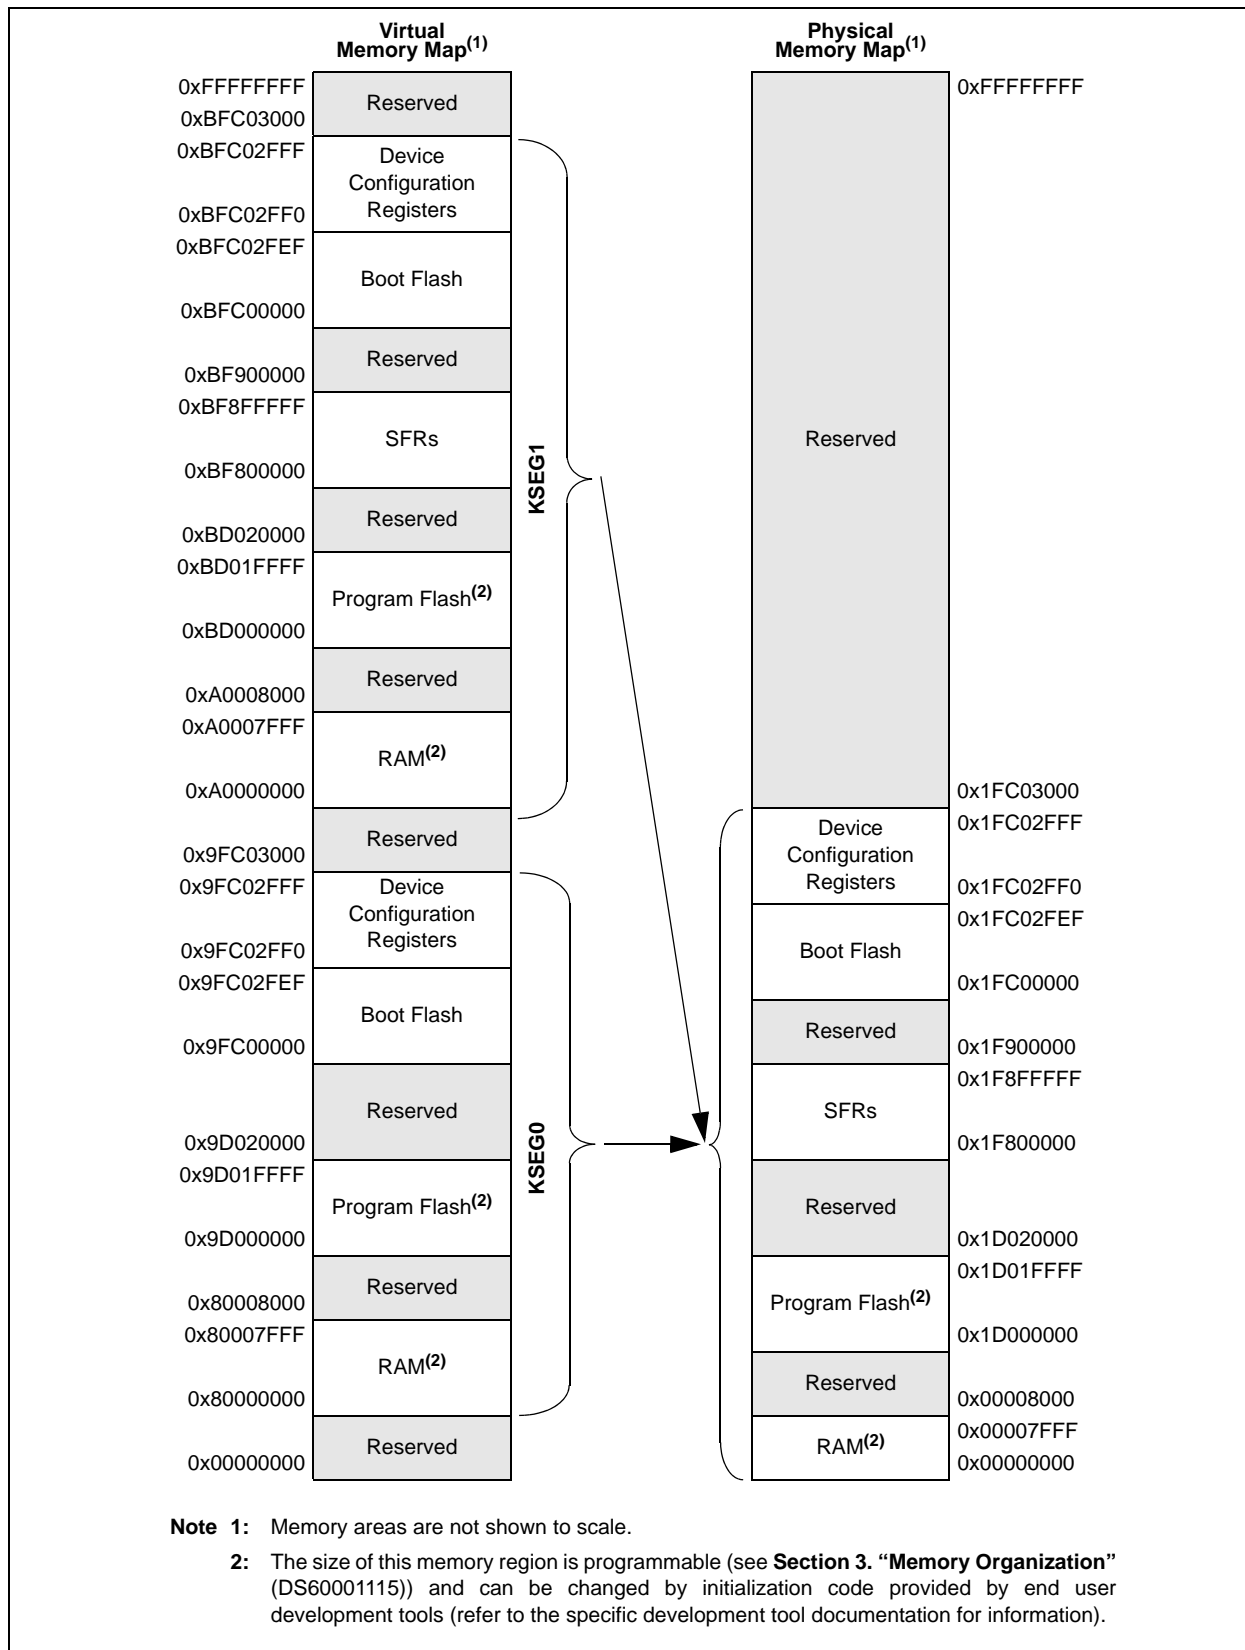 Virtual
Memory Map(1)
0xFFFFFFFF
Reserved
0xBFC03000
0xBFC02FFF
Device
Configuration
Registers
0xBFC02FF0
0xBFC02FEF
Boot Flash
0xBFC00000
Reserved
0xBF900000
0xBF8FFFFF
SFRs
0xBF800000
Reserved
0xBD020000
0xBD01FFFF
Program Flash(2)
0xBD000000
Reserved
0xA0008000
0xA0007FFF
RAM(2)
0xA0000000
KSEG1
Reserved
0x9FC03000
0x9FC02FFF
Device
Configuration
Registers
0x9FC02FF0
0x9FC02FEF
Boot Flash
0x9FC00000
Reserved
0x9D020000
0x9D01FFFF
Program Flash(2)
0x9D000000
Reserved
0x80008000
0x80007FFF
RAM(2)
0x80000000
KSEG0
Reserved
0x00000000
Physical
Memory Map(1)
0xFFFFFFFF
Reserved
0x1FC03000
0x1FC02FFF
Device
Configuration
Registers
0x1FC02FF0
0x1FC02FEF
Boot Flash
0x1FC00000
Reserved
0x1F900000
0x1F8FFFFF
SFRs
0x1F800000
Reserved
0x1D020000
0x1D01FFFF
Program Flash(2)
0x1D000000
Reserved
0x00008000
0x00007FFF
RAM(2)
0x00000000
Note 1: Memory areas are not shown to scale.
2: The size of this memory region is programmable (see Section 3. “Memory Organization”
(DS60001115)) and can be changed by initialization code provided by end user
development tools (refer to the specific development tool documentation for information).